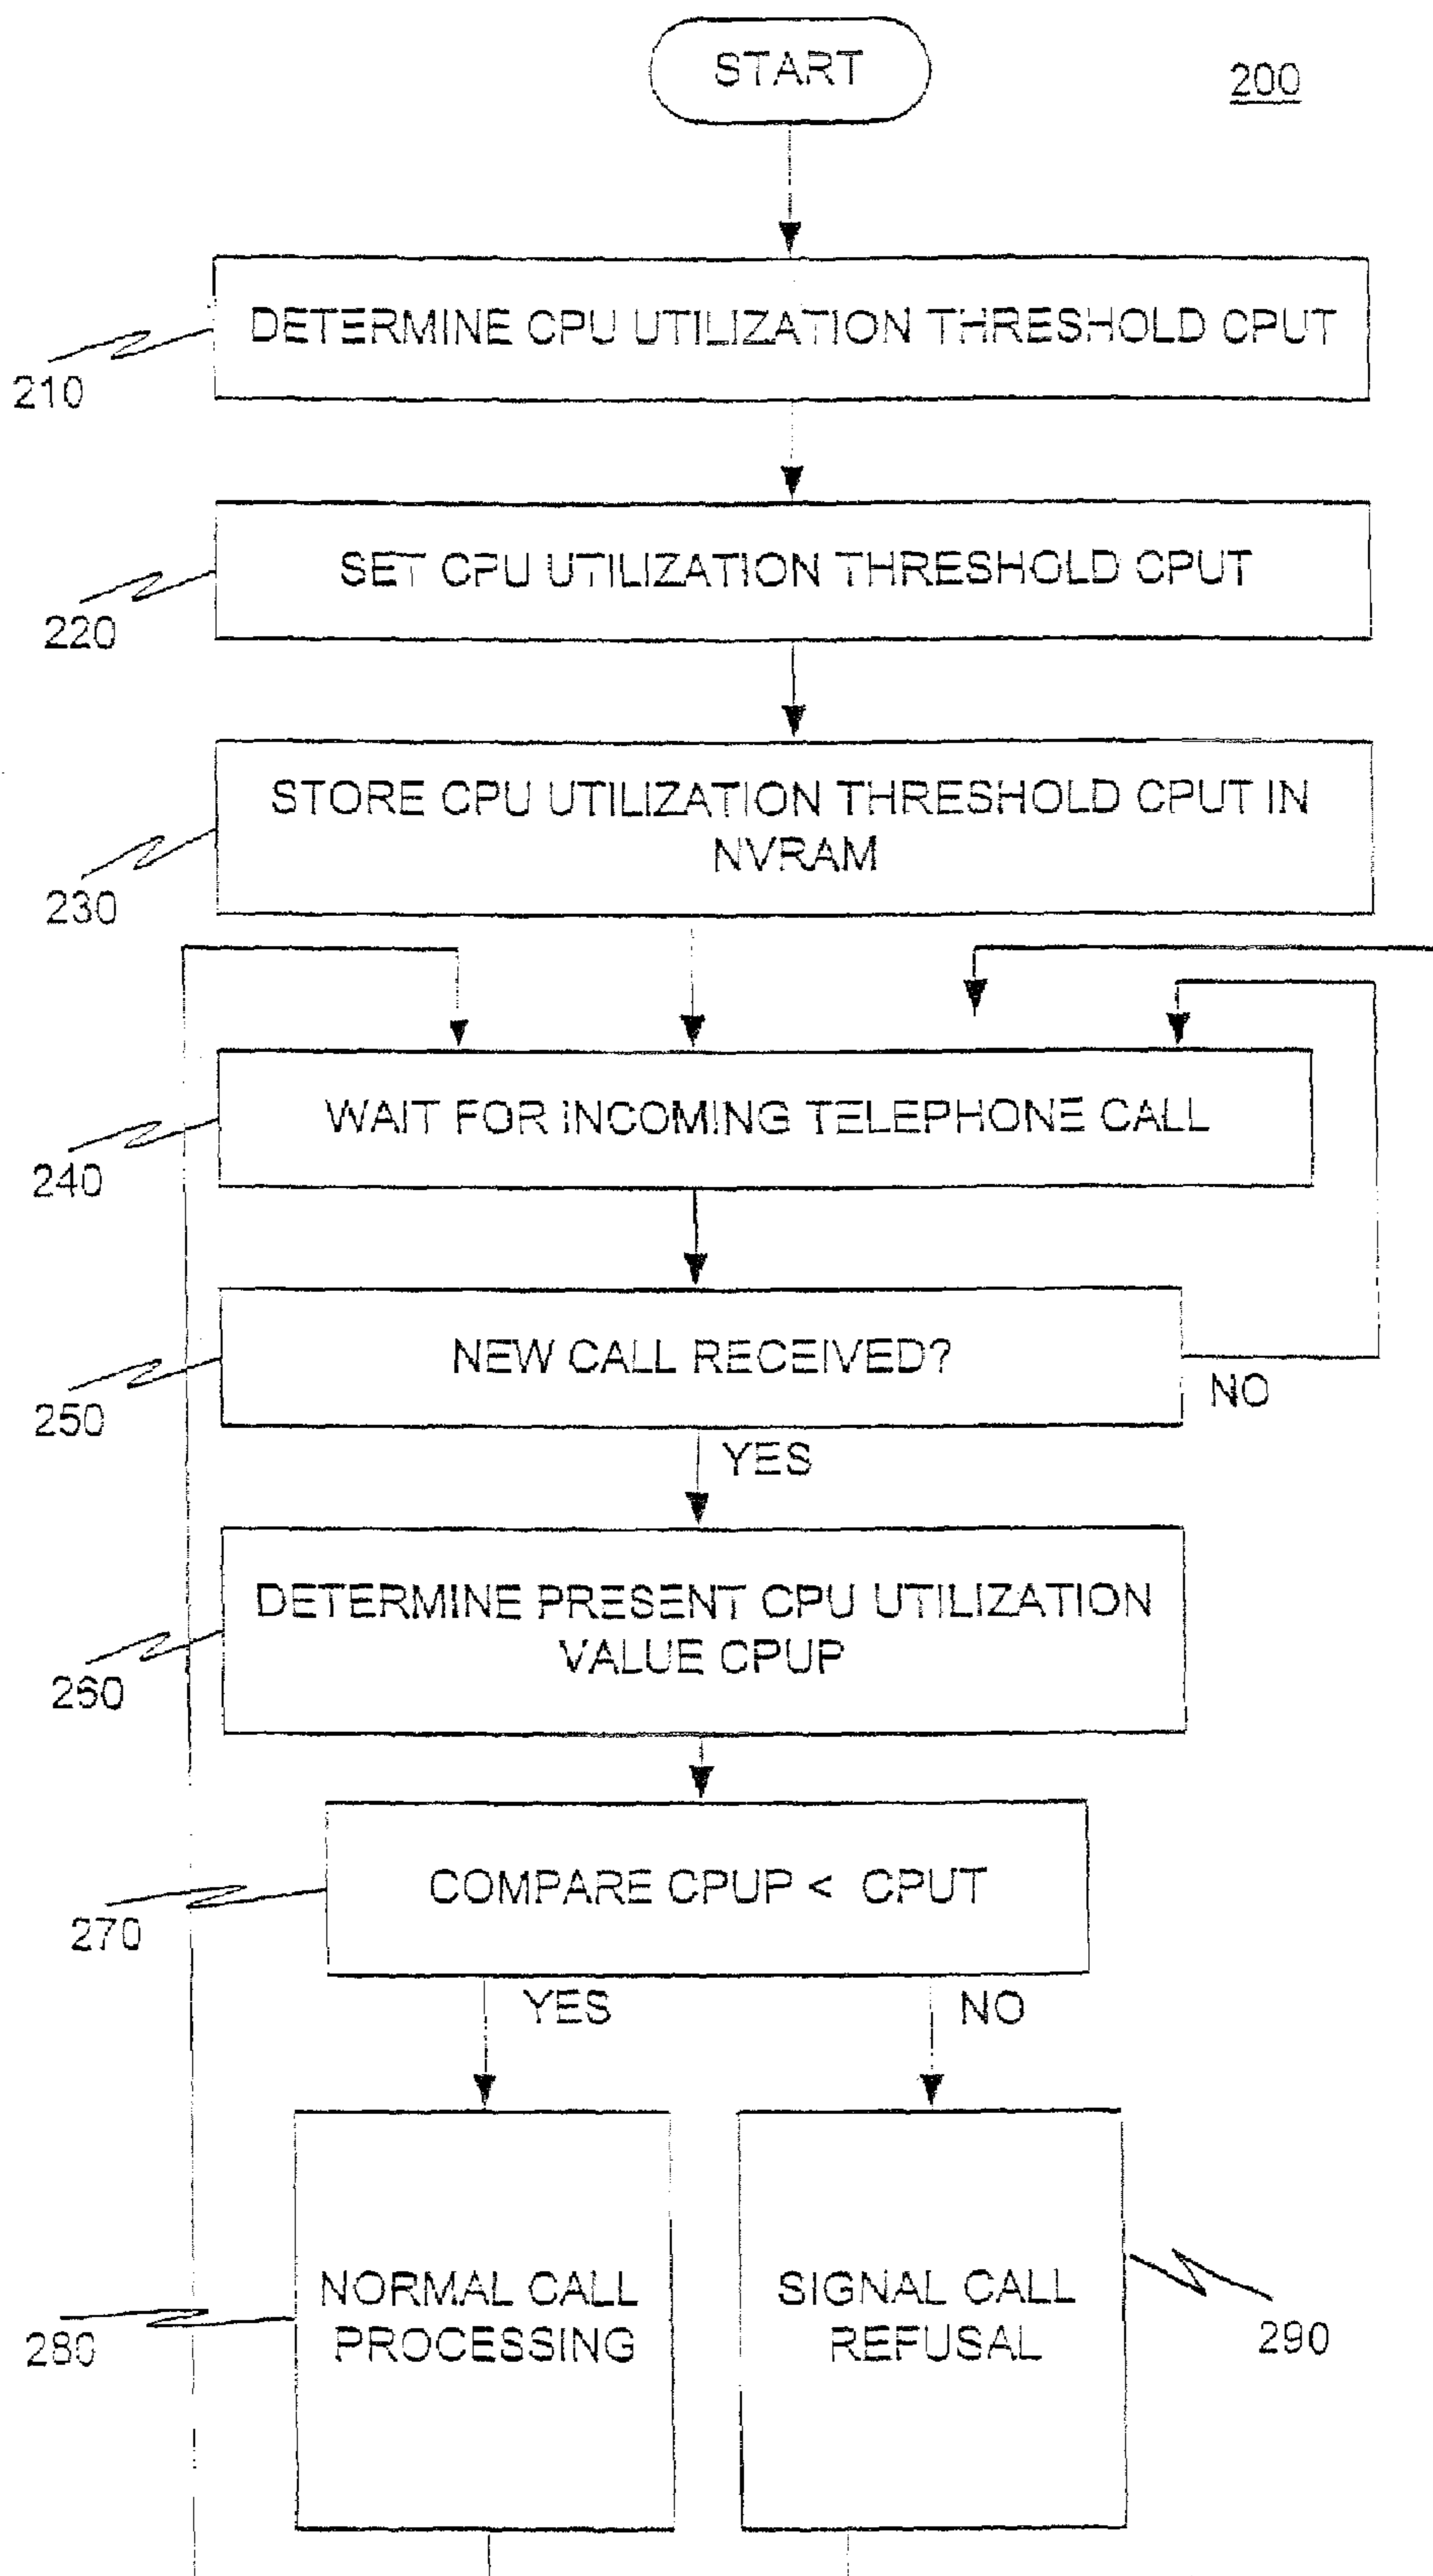 START
200
DETERMINE CPU UTILIZATION THRESHOLD CPUT
210
SET CPU UTILIZATION THRESHOLD CPUT
220
STORE CPU UTILIZATION THRESHOLD CPUT IN
NVRAM
230
WAIT FOR INCOMING TELEPHONE CALL
240
NEW CALL RECEIVED?
250
NO
YES
DETERMINE PRESENT CPU UTILIZATION
VALUE CPUP
260
COMPARE CPUP < CPUT
270
YES
NO
NORMAL CALL
PROCESSING
280
SIGNAL CALL
REFUSAL
290